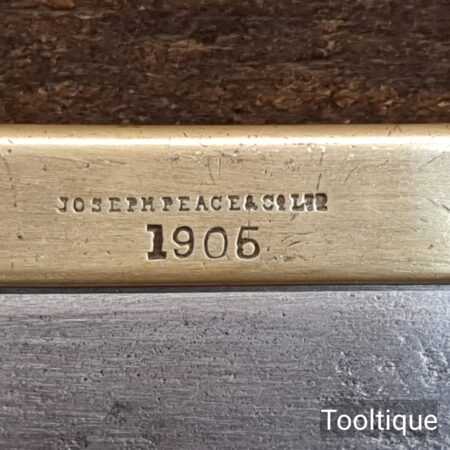 JOSEPH PEACE & CO LTD
1905
Tooltique